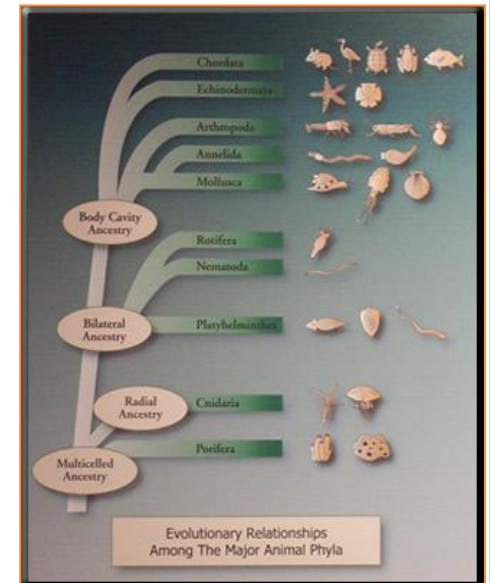 Chordata
Echinodermata
Arthropoda
Annelida
Mollusca
Body Cavity
Ancestry
Rotifera
Nematoda
Bilateral
Ancestry
Platyhelminthes
Radial
Ancestry
Cnidaria
Porifera
Multicelled
Ancestry
Evolutionary Relationships
Among The Major Animal Phyla